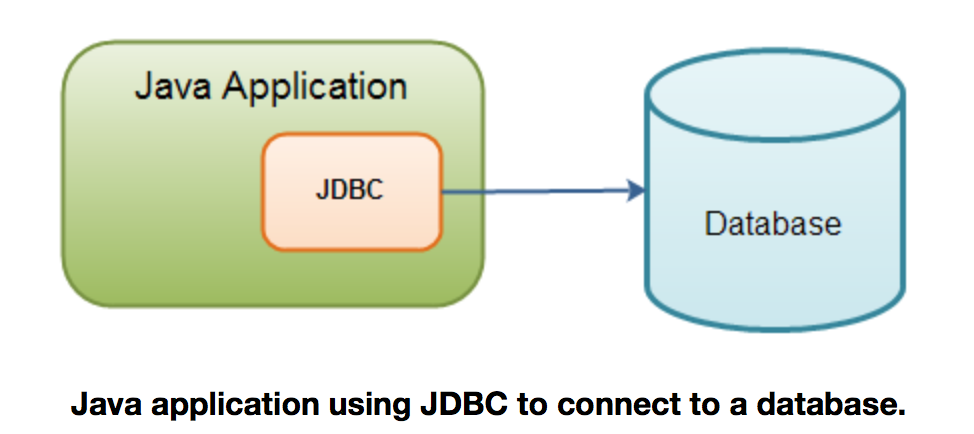 Java Application
JDBC
Database
Java application using JDBC to connect to a database.